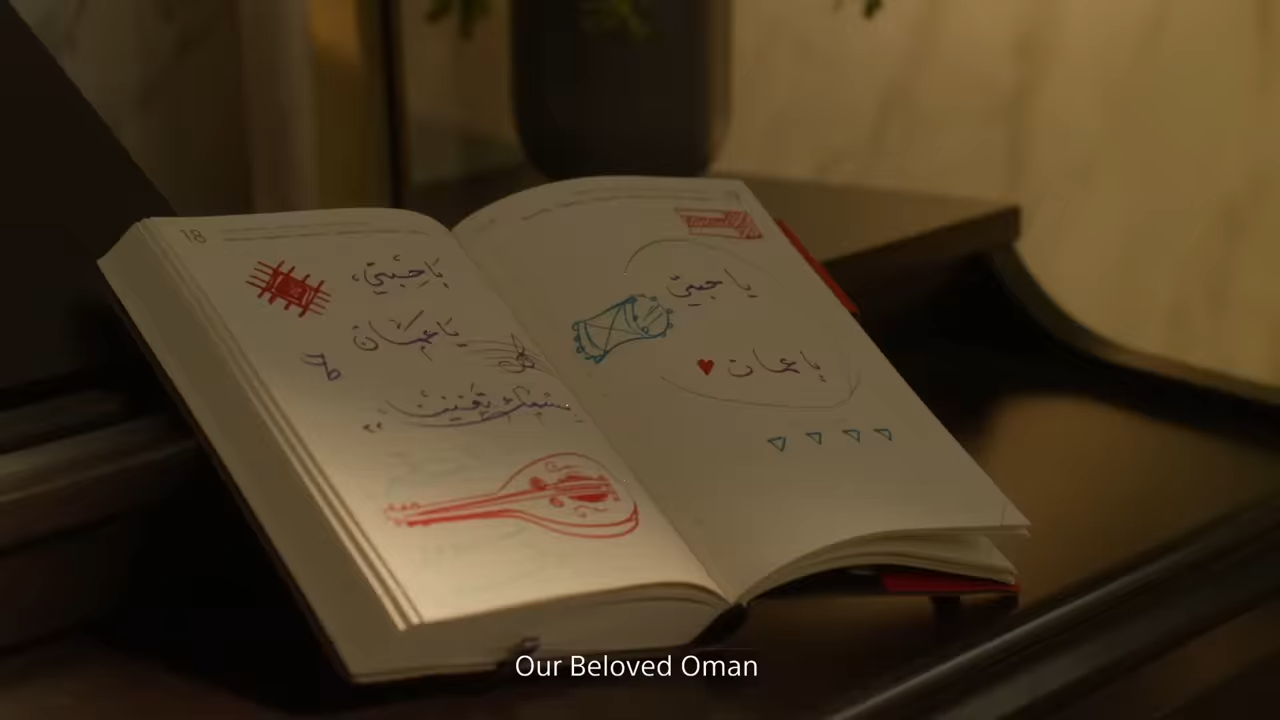 18
يا حبيبتي،
يا عمان
يا حبيبتي
يا عمان
Our Beloved Oman